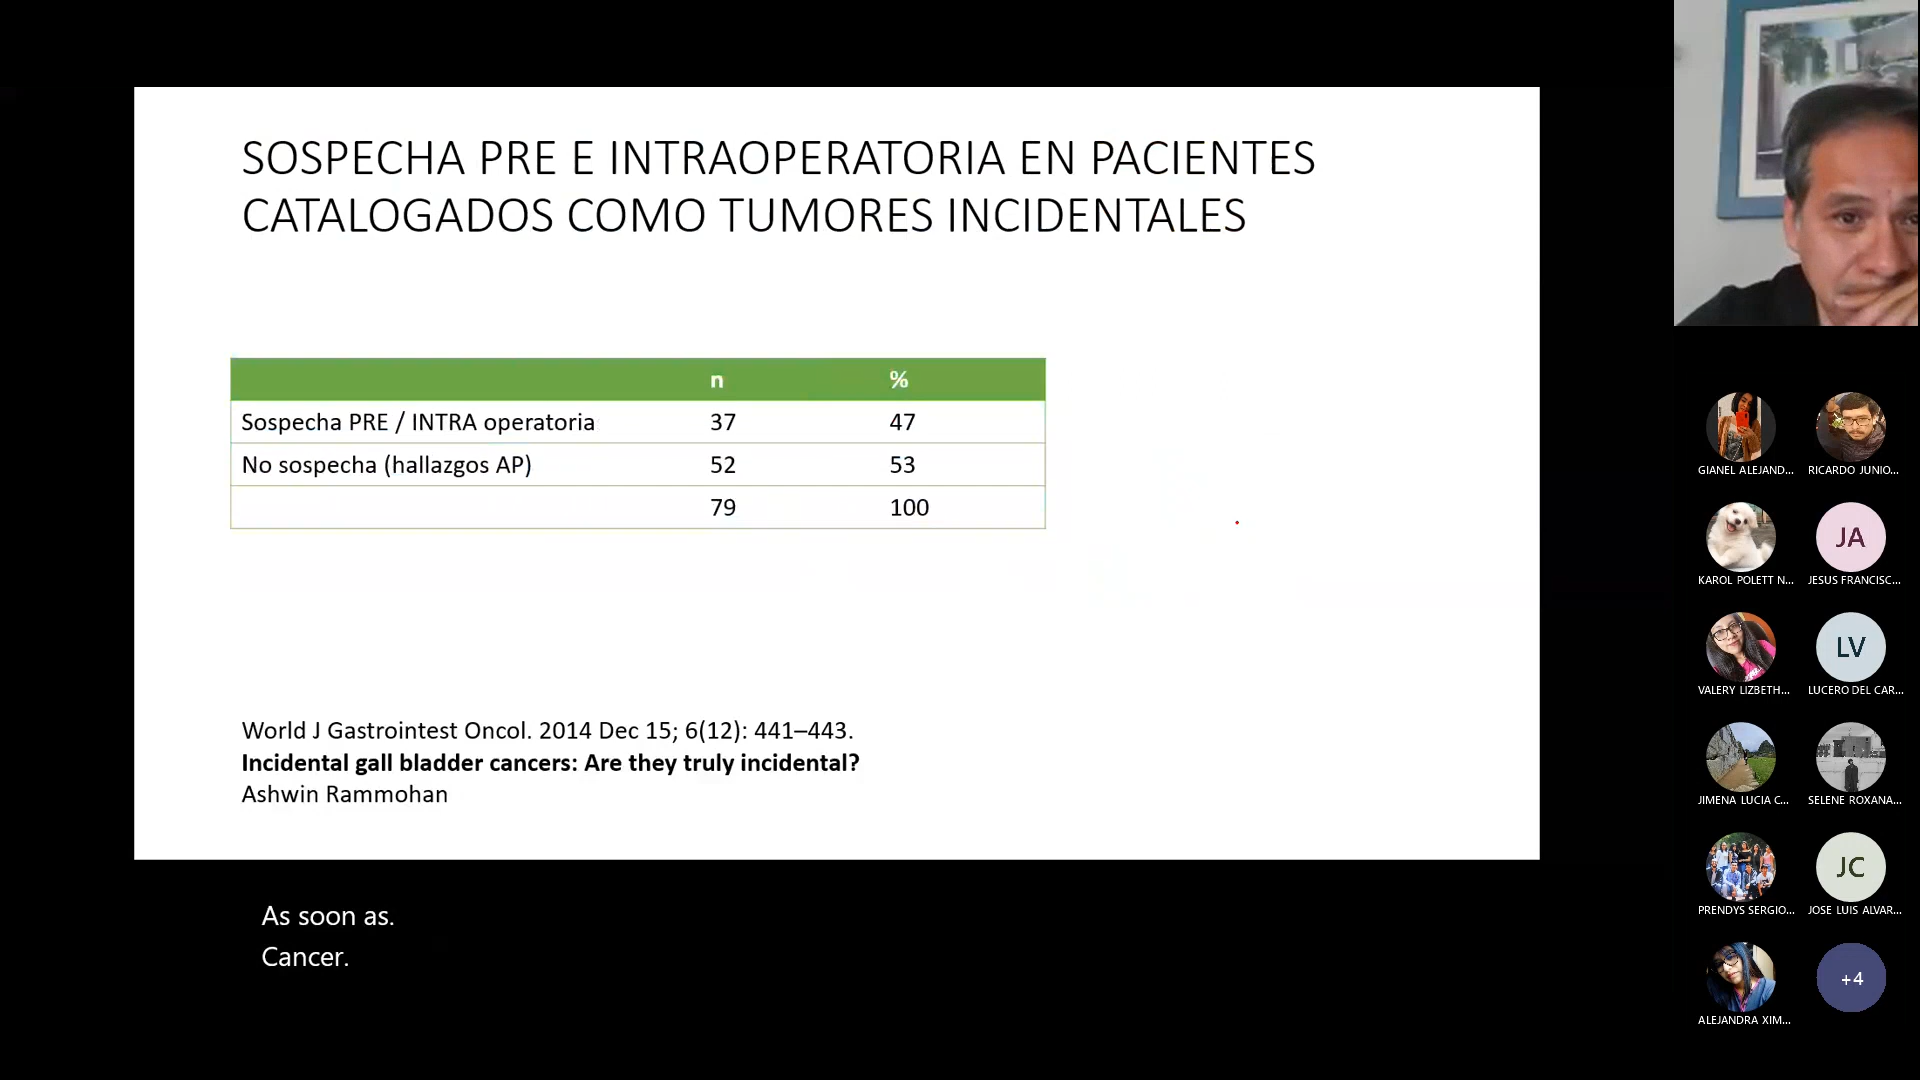 SOSPECHA PRE E INTRAOPERATORIA EN PACIENTES
CATALOGADOS COMO TUMORES INCIDENTALES
n %
Sospecha PRE / INTRA operatoria 37 47
No sospecha (hallazgos AP) 52 53
79 100
World J Gastrointest Oncol. 2014 Dec 15; 6(12): 441–443.
Incidental gall bladder cancers: Are they truly incidental?
Ashwin Rammohan
As soon as.
Cancer.
GIANEL ALEJAND...
RICARDO JUNIO...
KAROL POLETT N...
JA
JESUS FRANCISC...
VALERY LIZBETH...
LV
LUCERO DEL CAR...
JIMENA LUCIA C...
SELENE ROXANA...
PRENDYS SERGIO...
JC
JOSE LUIS ALVAR...
ALEJANDRA XIM...
+4